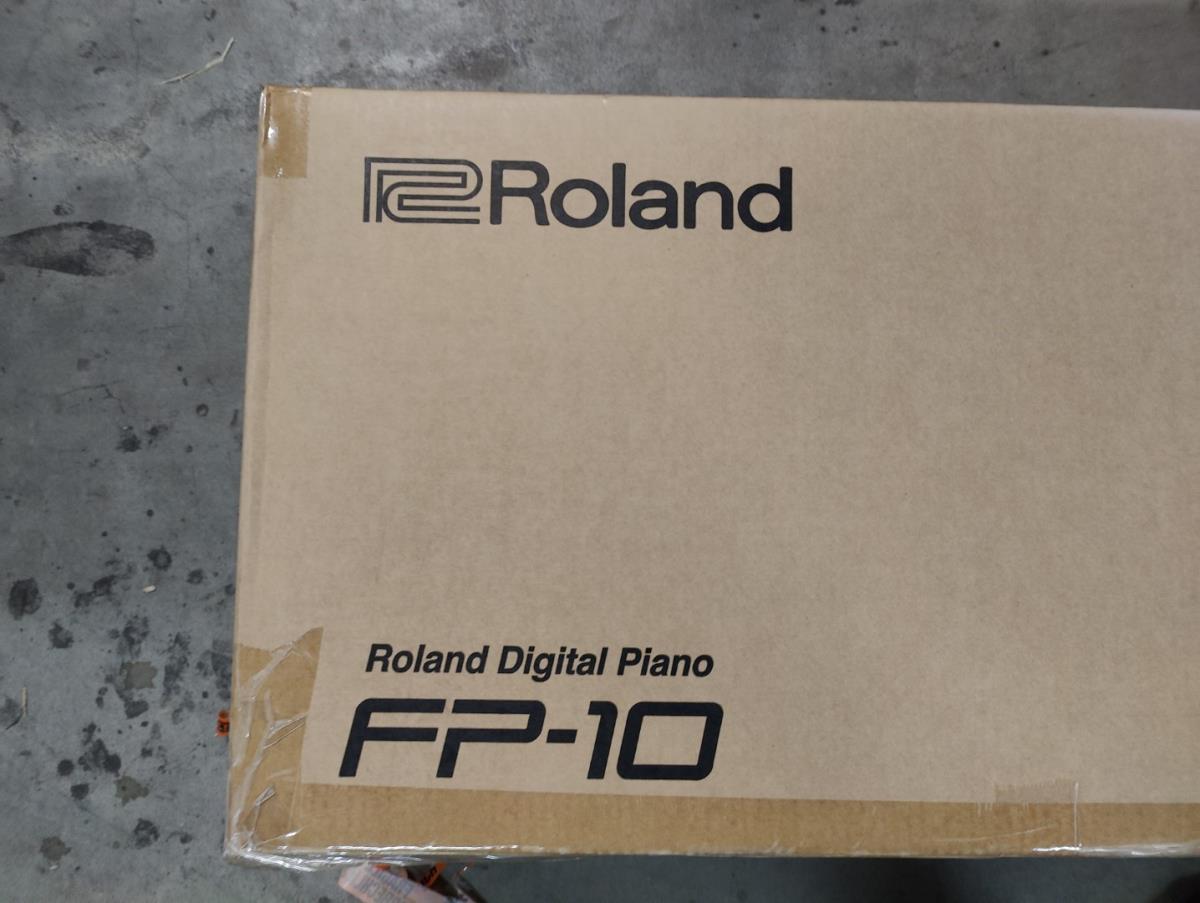 Roland
Roland Digital Piano
FP-10